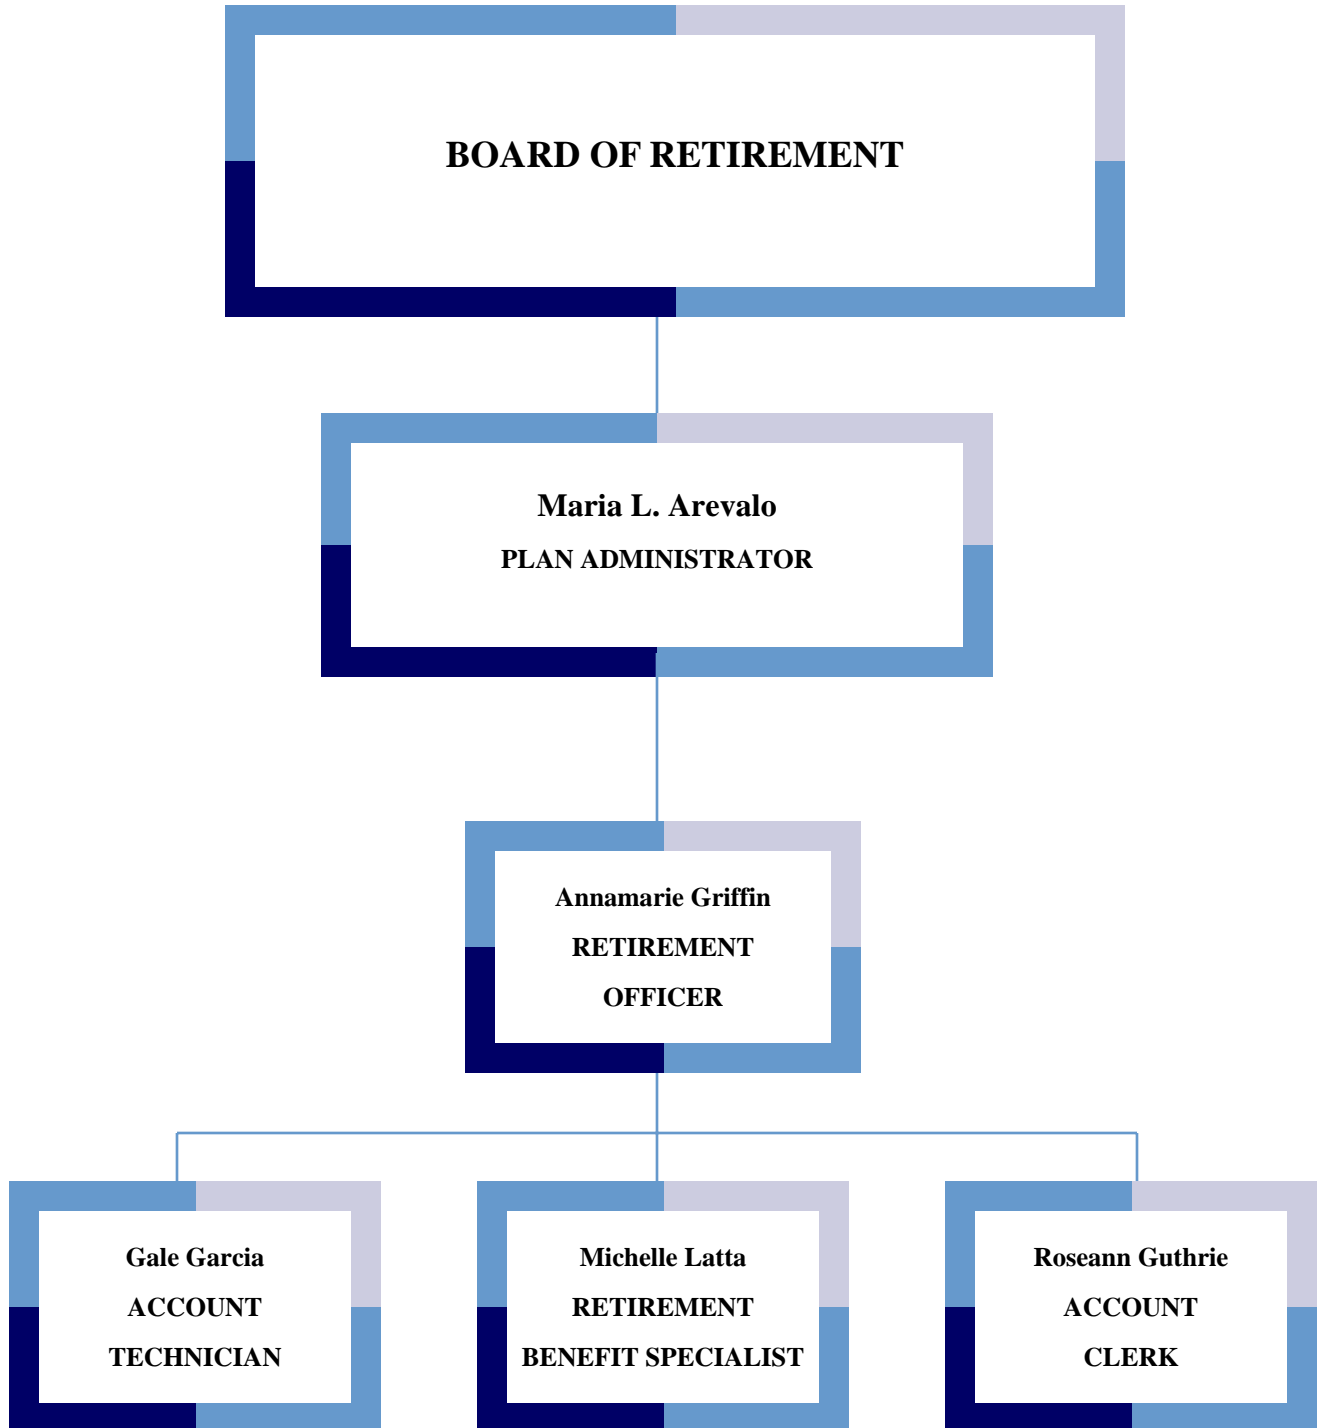 BOARD OF RETIREMENT
Maria L. Arevalo
PLAN ADMINISTRATOR
Annamarie Griffin
RETIREMENT
OFFICER
Gale Garcia
ACCOUNT
TECHNICIAN
Michelle Latta
RETIREMENT
BENEFIT SPECIALIST
Roseann Guthrie
ACCOUNT
CLERK